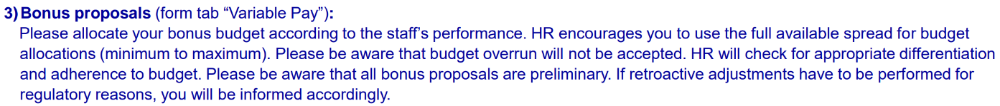 3) Bonus proposals (form tab “Variable Pay”):
Please allocate your bonus budget according to the staff’s performance. HR encourages you to use the full available spread for budget
allocations (minimum to maximum). Please be aware that budget overrun will not be accepted. HR will check for appropriate differentiation
and adherence to budget. Please be aware that all bonus proposals are preliminary. If retroactive adjustments have to be performed for
regulatory reasons, you will be informed accordingly.